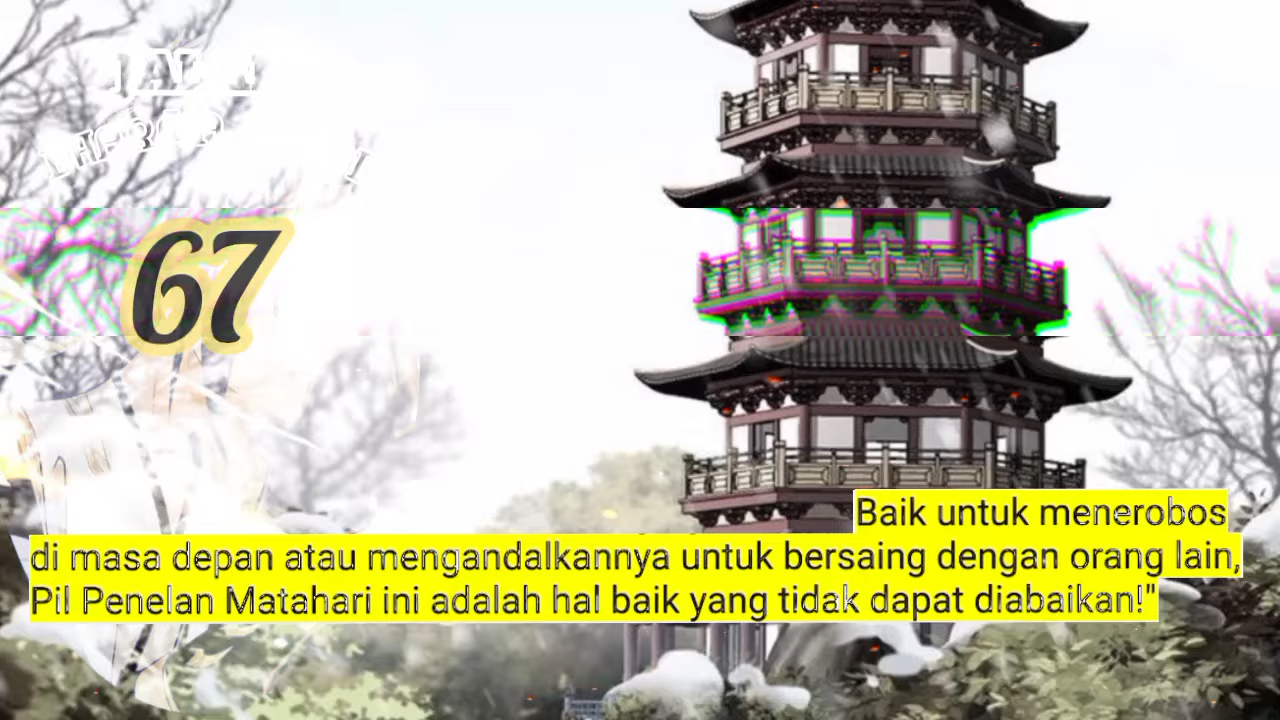 67
Baik untuk menerobos
di masa depan atau mengandalkannya untuk bersaing dengan orang lain,
Pil Penelan Matahari ini adalah hal baik yang tidak dapat diabaikan!"